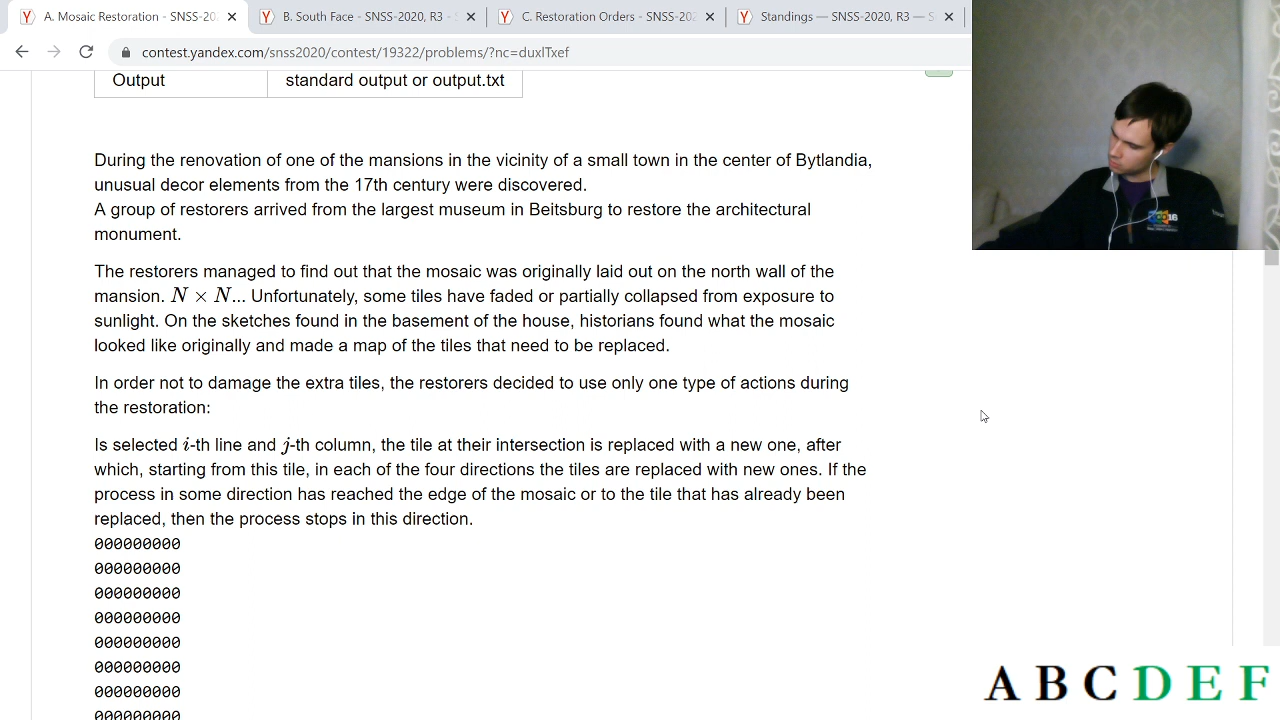 A. Mosaic Restoration - SNSS-20
B. South Face - SNSS-2020, R3 -
C. Restoration Orders - SNSS-202
Standings — SNSS-2020, R3 — S
contest.yandex.com/snss2020/contest/19322/problems/?nc=duxlTxef
Output standard output or output.txt
During the renovation of one of the mansions in the vicinity of a small town in the center of Bytlandia,
unusual decor elements from the 17th century were discovered.
A group of restorers arrived from the largest museum in Beitsburg to restore the architectural
monument.
The restorers managed to find out that the mosaic was originally laid out on the north wall of the
mansion. N × N... Unfortunately, some tiles have faded or partially collapsed from exposure to
sunlight. On the sketches found in the basement of the house, historians found what the mosaic
looked like originally and made a map of the tiles that need to be replaced.
In order not to damage the extra tiles, the restorers decided to use only one type of actions during
the restoration:
Is selected i-th line and j-th column, the tile at their intersection is replaced with a new one, after
which, starting from this tile, in each of the four directions the tiles are replaced with new ones. If the
process in some direction has reached the edge of the mosaic or to the tile that has already been
replaced, then the process stops in this direction.
000000000
000000000
000000000
000000000
000000000
000000000
000000000
000000000
16
A B C D E F